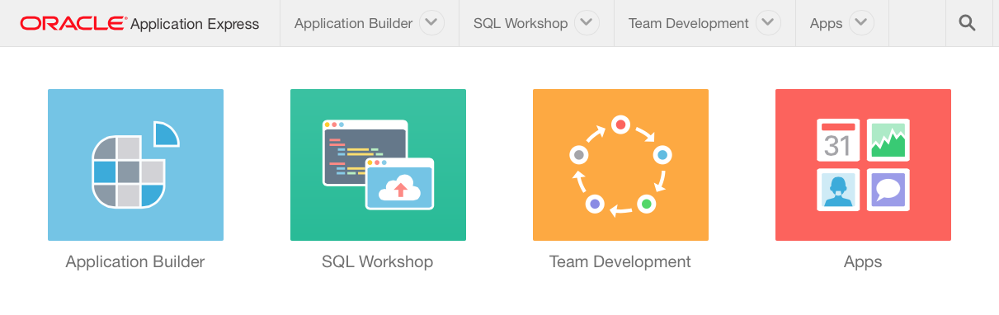 ORACLE® Application Express Application Builder SQL Workshop Team Development Apps
31
Application Builder SQL Workshop Team Development Apps